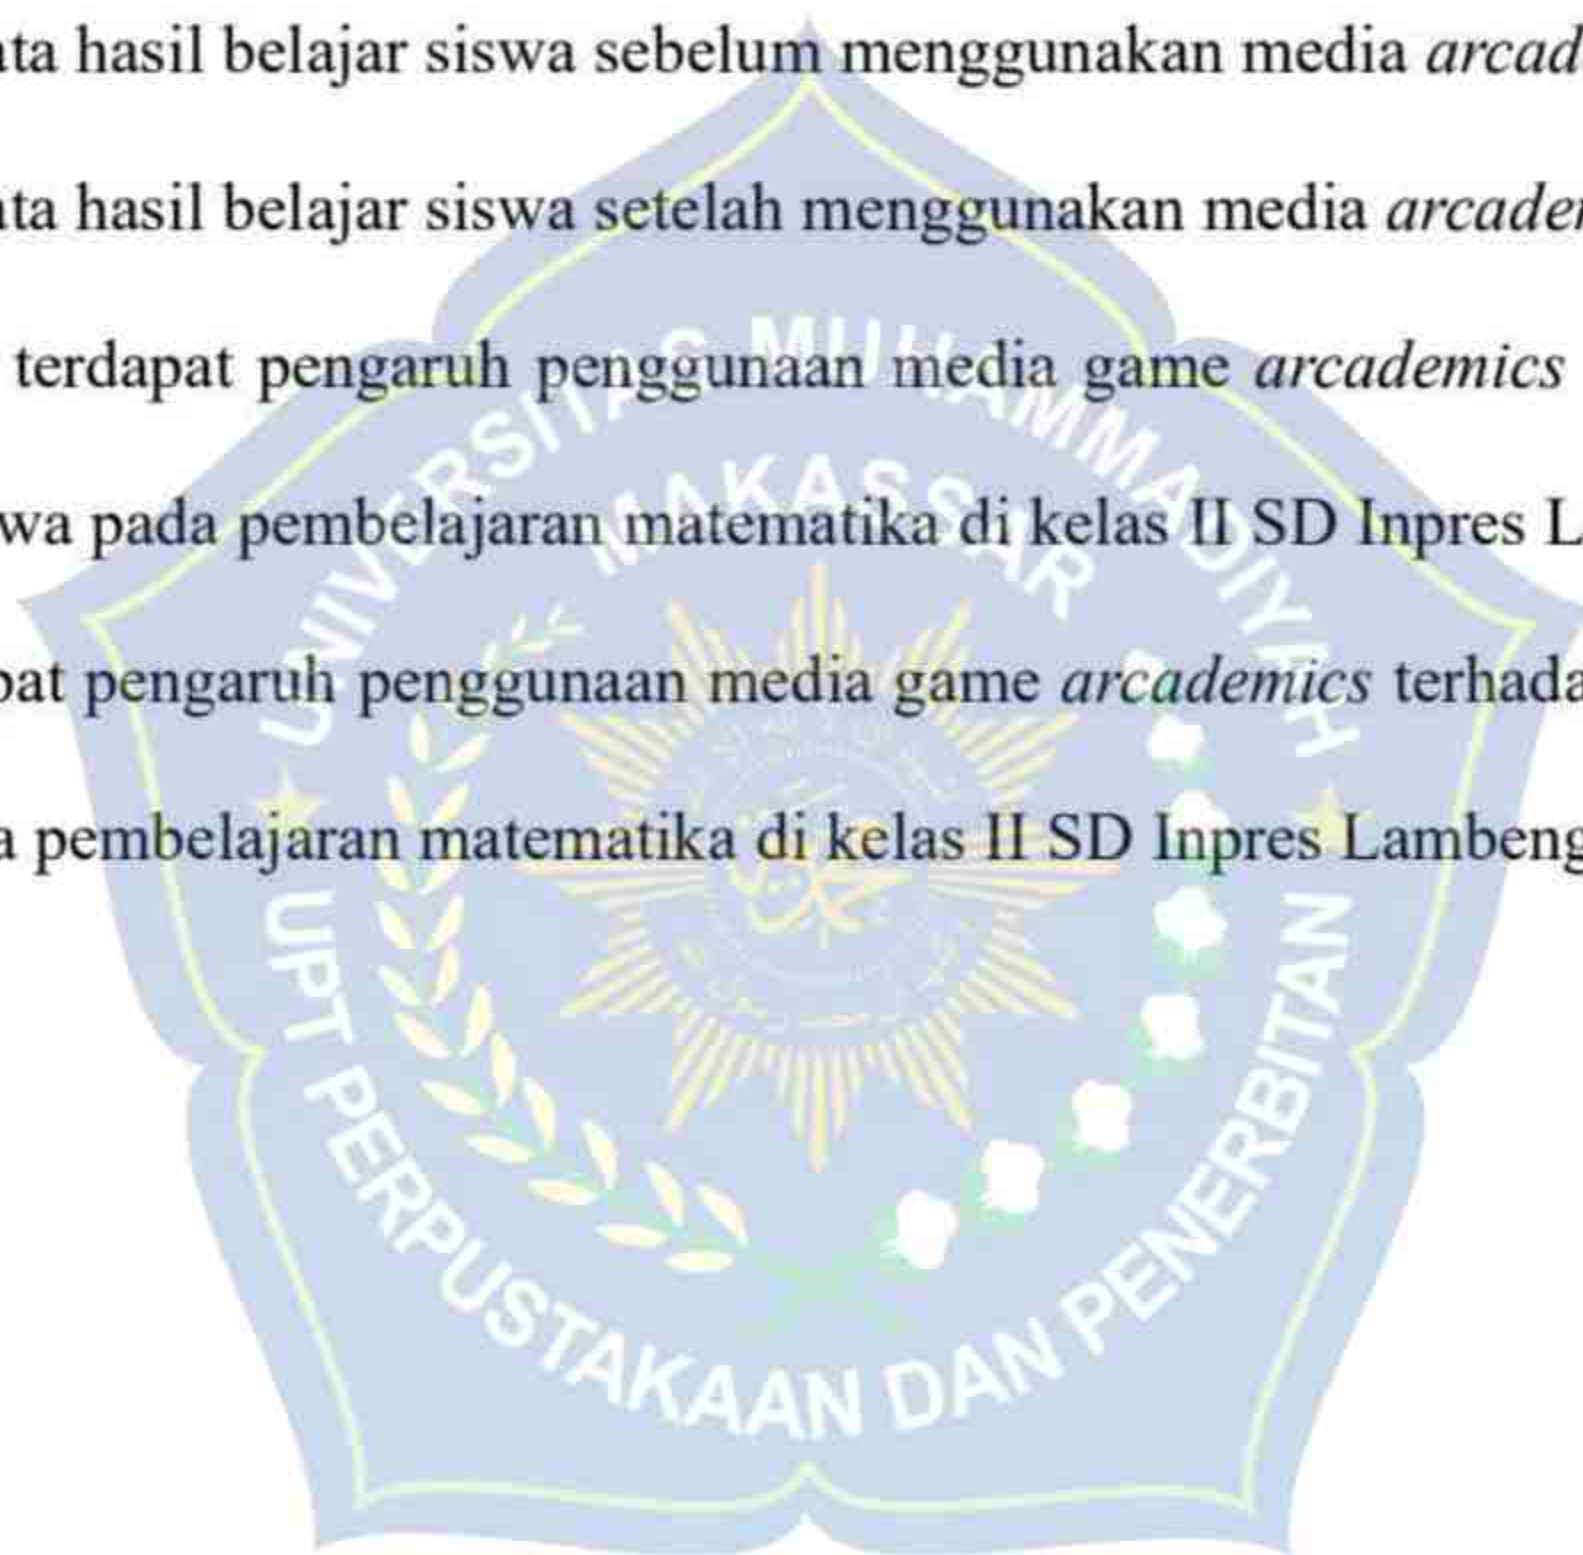 ata hasil belajar siswa sebelum menggunakan media arcad
ata hasil belajar siswa setelah menggunakan media arcade
terdapat pengaruh penggunaan media game arcademics
wa pada pembelajaran matematika di kelas II SD Inpres L
pat pengaruh penggunaan media game arcademics terhada
a pembelajaran matematika di kelas II SD Inpres Lambeng
UNIVERSITAS MUHAMMADIYAH
MAKASSAR
UPT PERPUSTAKAAN DAN PENERBITAN